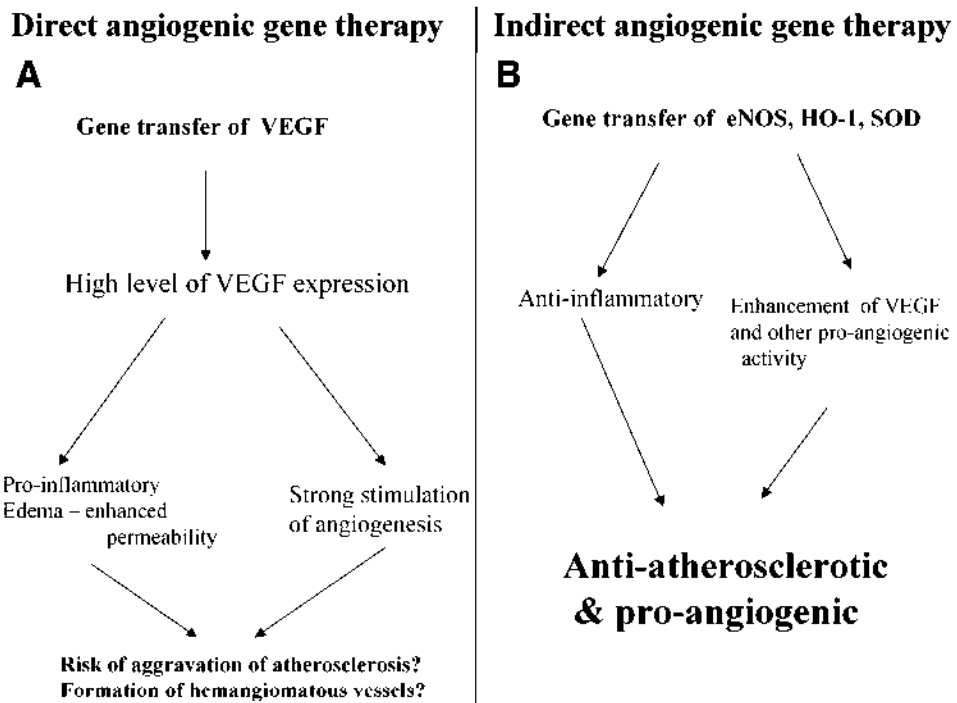 Direct angiogenic gene therapy
A
Gene transfer of VEGF
High level of VEGF expression
Pro-inflammatory
Edema – enhanced
permeability
Strong stimulation
of angiogenesis
Risk of aggravation of atherosclerosis?
Formation of hemangiomatous vessels?
Indirect angiogenic gene therapy
B
Gene transfer of eNOS, HO-1, SOD
Anti-inflammatory
Enhancement of VEGF
and other pro-angiogenic
activity
Anti-atherosclerotic
& pro-angiogenic